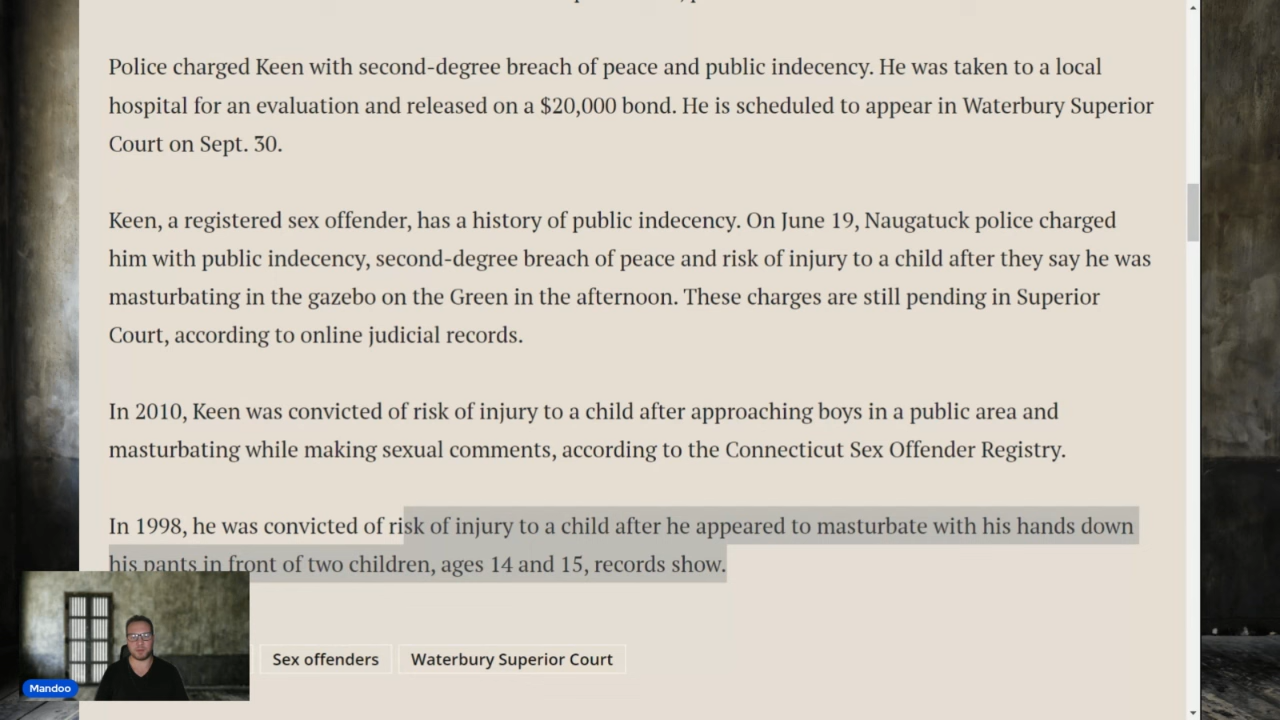 Police charged Keen with second-degree breach of peace and public indecency. He was taken to a local
hospital for an evaluation and released on a $20,000 bond. He is scheduled to appear in Waterbury Superior
Court on Sept. 30.
Keen, a registered sex offender, has a history of public indecency. On June 19, Naugatuck police charged
him with public indecency, second-degree breach of peace and risk of injury to a child after they say he was
masturbating in the gazebo on the Green in the afternoon. These charges are still pending in Superior
Court, according to online judicial records.
In 2010, Keen was convicted of risk of injury to a child after approaching boys in a public area and
masturbating while making sexual comments, according to the Connecticut Sex Offender Registry.
In 1998, he was convicted of risk of injury to a child after he appeared to masturbate with his hands down
his pants in front of two children, ages 14 and 15, records show.
Sex offenders
Waterbury Superior Court
Mandoo